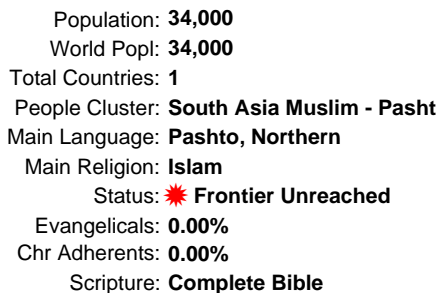 Population: 34,000
World Popl: 34,000
Total Countries: 1
People Cluster: South Asia Muslim - Pasht
Main Language: Pashto, Northern
Main Religion: Islam
Status: Frontier Unreached
Evangelicals: 0.00%
Chr Adherents: 0.00%
Scripture: Complete Bible